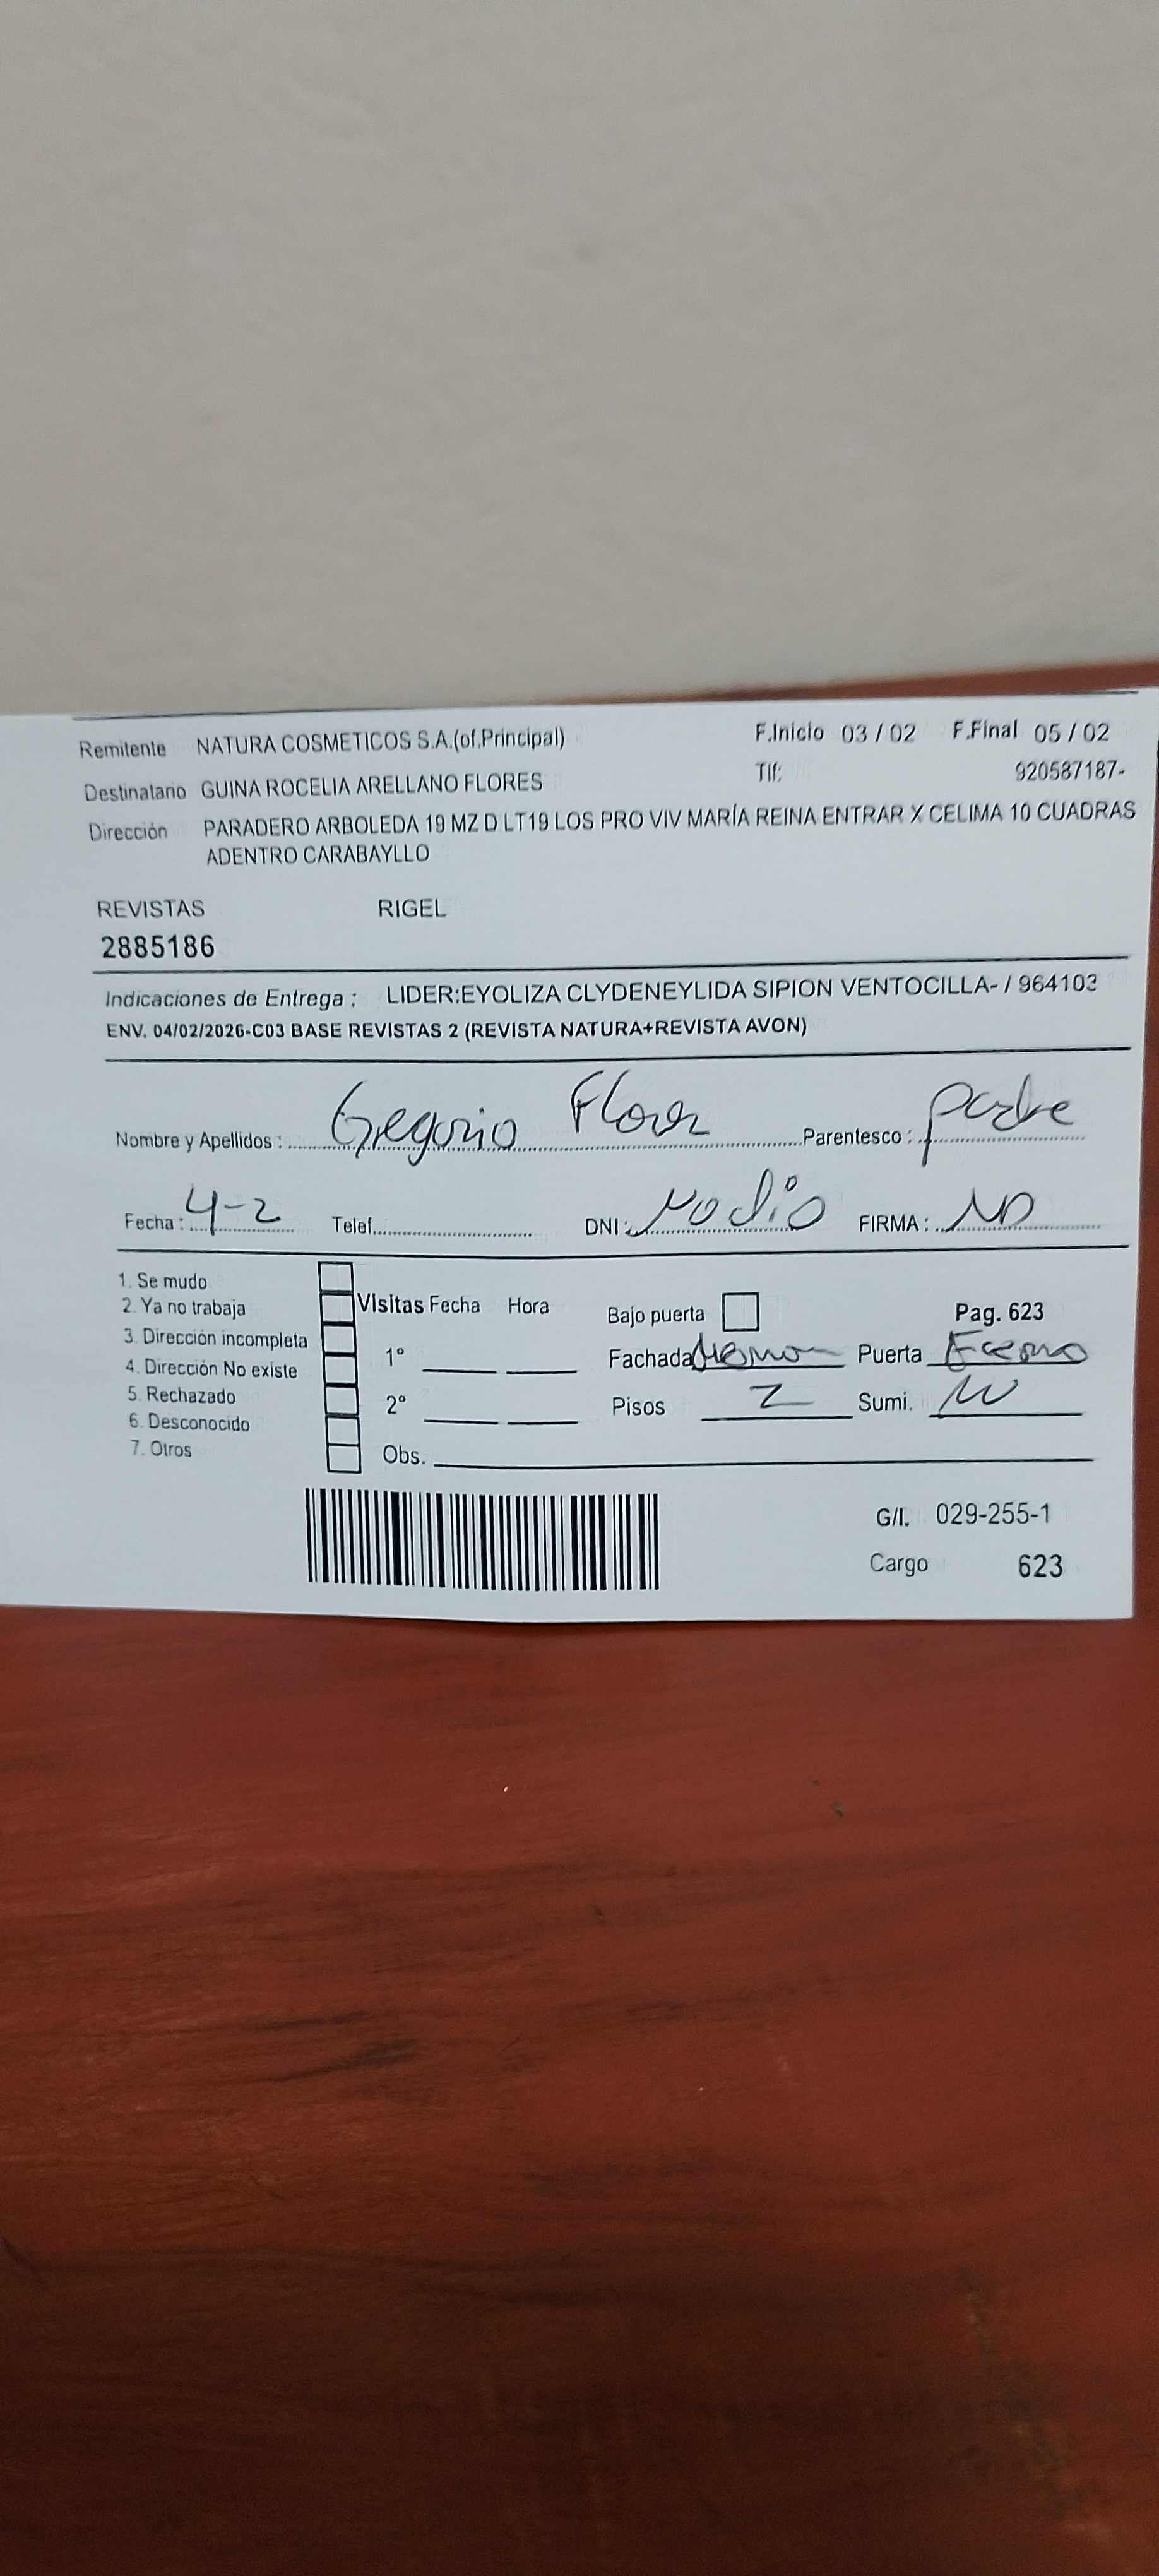 Remitente NATURA COSMETICOS S.A.(of.Principal) F.Inicio 03 / 02 F.Final 05 / 02
Destinatario GUINA ROCELIA ARELLANO FLORES Tlf: 920587187-
Dirección PARADERO ARBOLEDA 19 MZ D LT19 LOS PRO VIV MARÍA REINA ENTRAR X CELIMA 10 CUADRAS
ADENTRO CARABAYLLO
REVISTAS RIGEL
2885186
Indicaciones de Entrega : LIDER:EYOLIZA CLYDENEYLIDA SIPION VENTOCILLA- / 964103
ENV. 04/02/2026-C03 BASE REVISTAS 2 (REVISTA NATURA+REVISTA AVON)
Nombre y Apellidos : Gregorio Flores Parentesco : padre
Fecha : 4-2 Telef. DNI : No dio FIRMA : NO
1. Se mudo
2. Ya no trabaja Visitas Fecha Hora Bajo puerta Pag. 623
3. Dirección incompleta
4. Dirección No existe 1° Fachada Puerta
5. Rechazado
6. Desconocido 2° Pisos 2 Sumi.
7. Otros Obs.
G/I. 029-255-1
Cargo 623